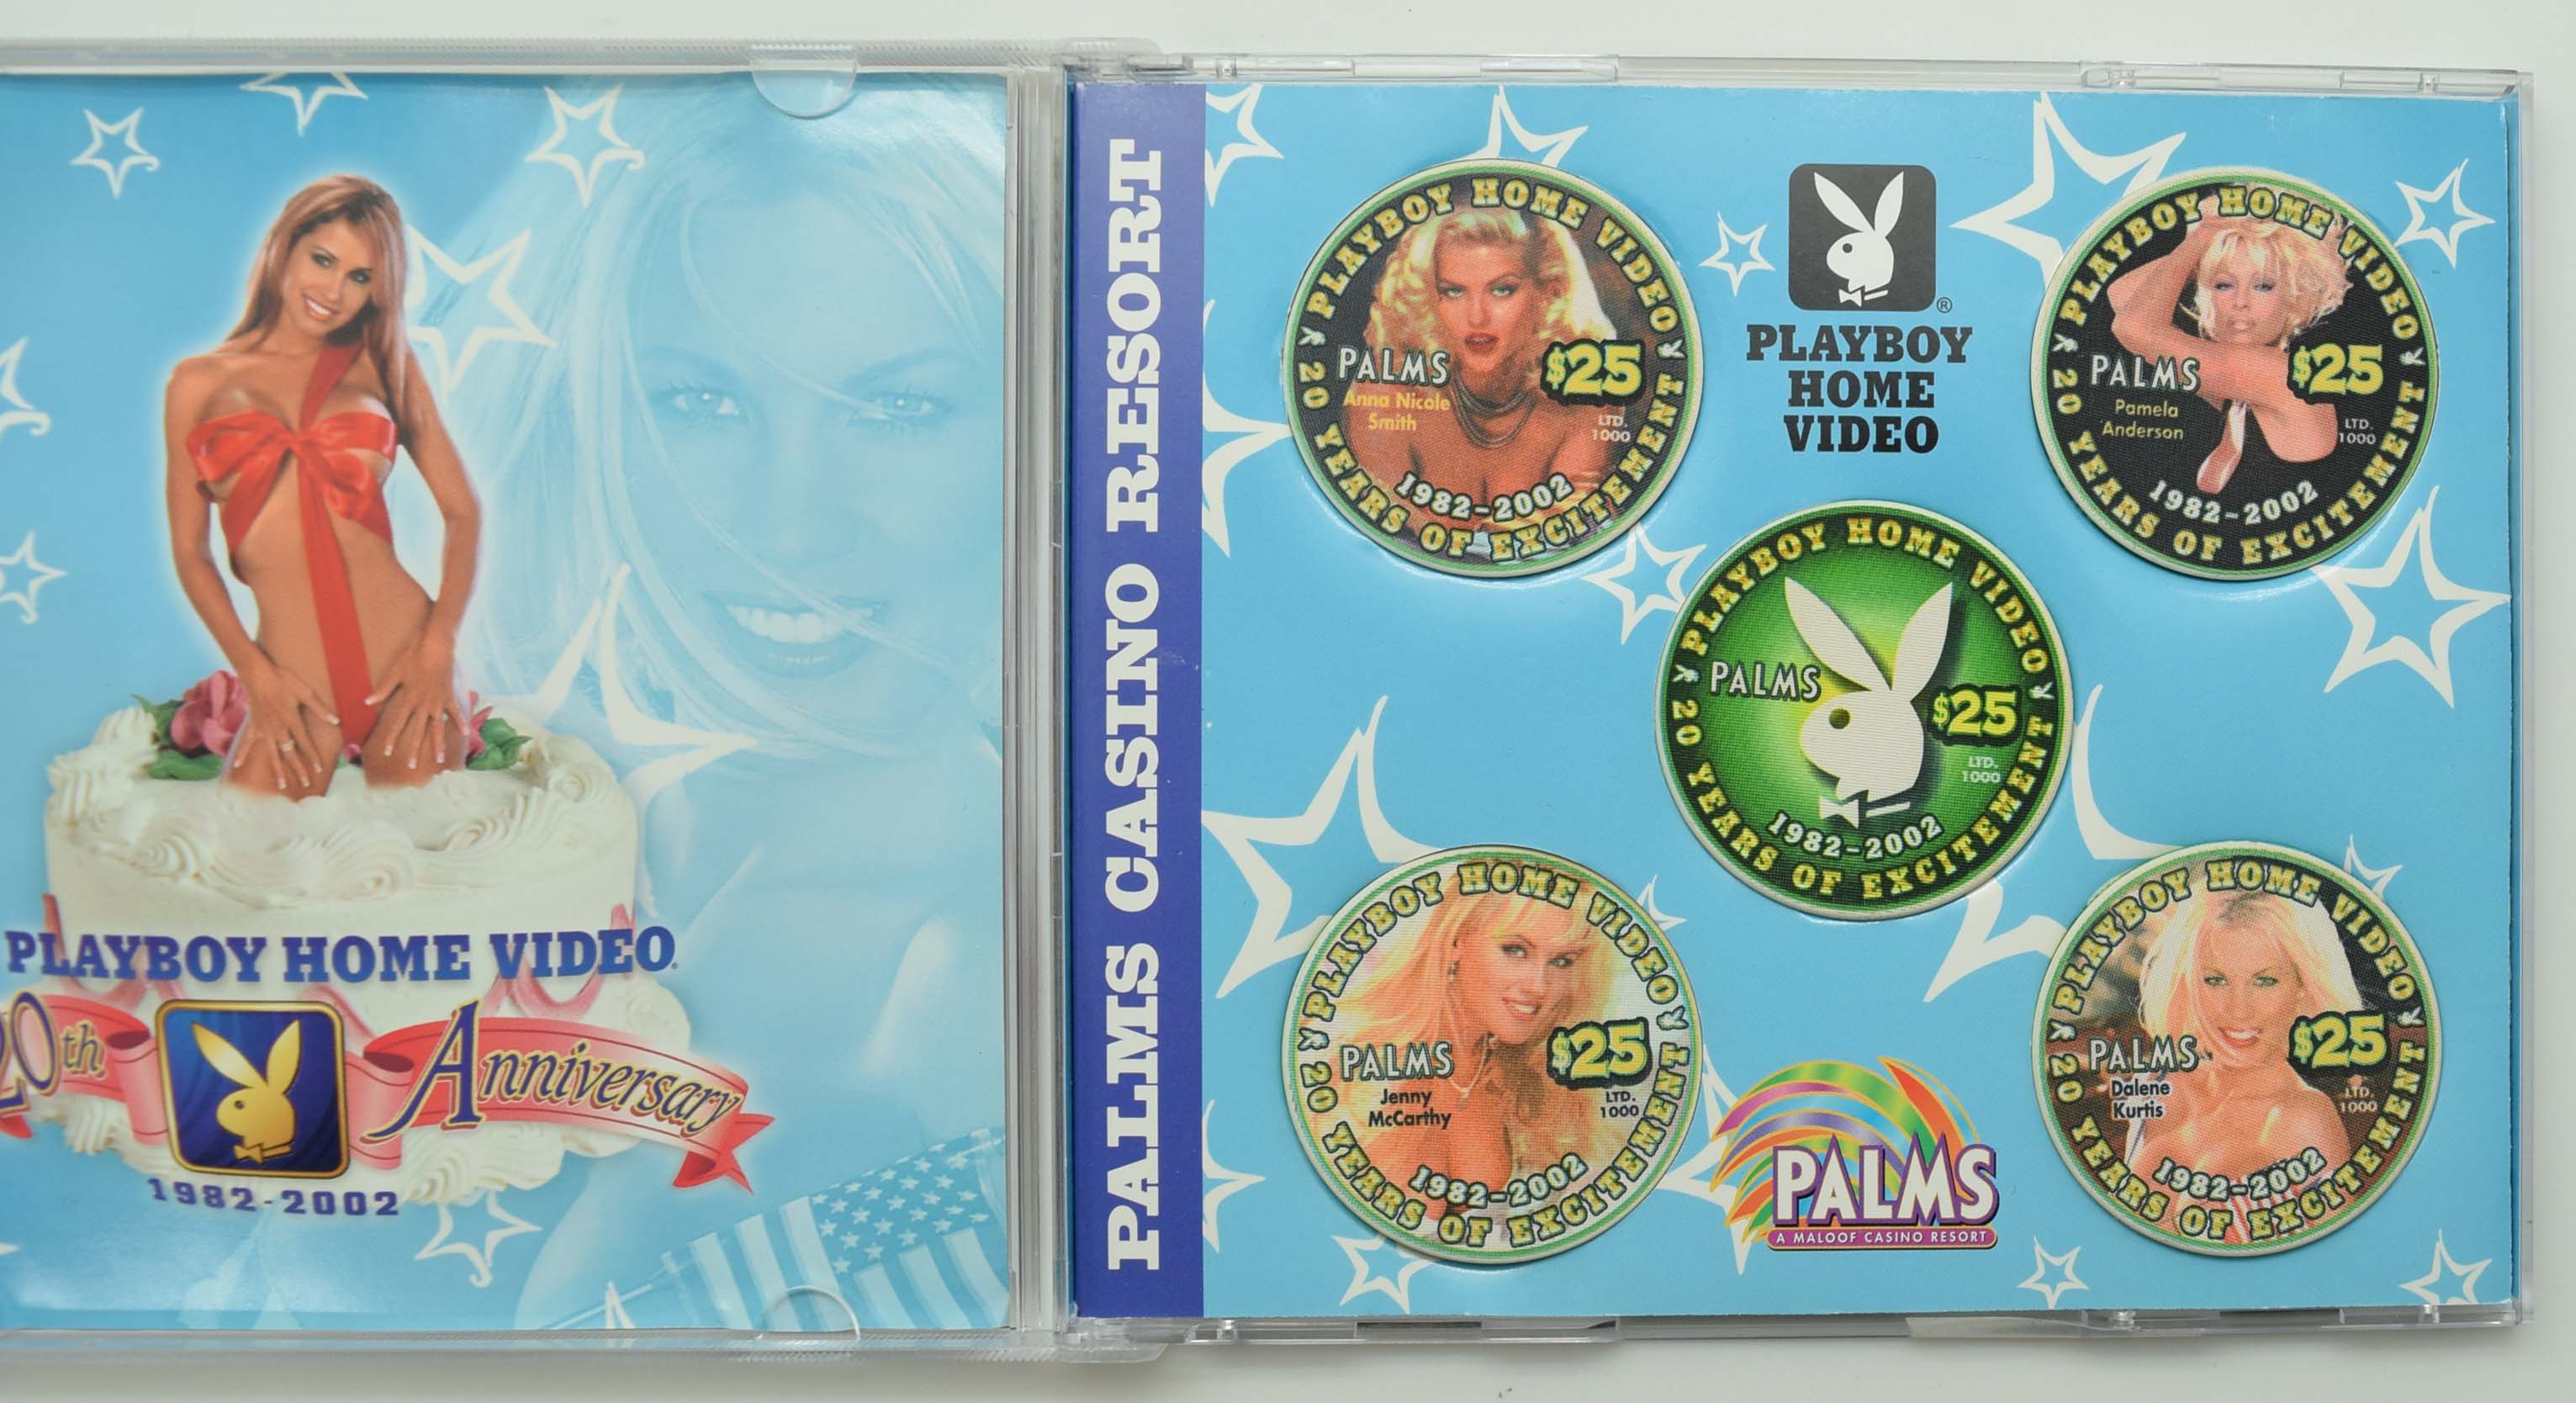 PLAYBOY HOME VIDEO
20th Anniversary
1982-2002
PALMS CASINO RESORT
PLAYBOY HOME VIDEO
PALMS
$25
Anna Nicole
Smith
LTD.
1000
1982-2002
20 YEARS OF EXCITEMENT
®
PLAYBOY
HOME
VIDEO
PLAYBOY HOME VIDEO
PALMS
$25
Pamela
Anderson
LTD.
1000
1982-2002
20 YEARS OF EXCITEMENT
PLAYBOY HOME VIDEO
PALMS
$25
LTD.
1000
1982-2002
20 YEARS OF EXCITEMENT
PLAYBOY HOME VIDEO
PALMS
$25
Jenny
McCarthy
LTD.
1000
1982-2002
20 YEARS OF EXCITEMENT
PALMS
A MALOOF CASINO RESORT
PLAYBOY HOME VIDEO
PALMS
$25
Dalene
Kurtis
LTD.
1000
1982-2002
20 YEARS OF EXCITEMENT